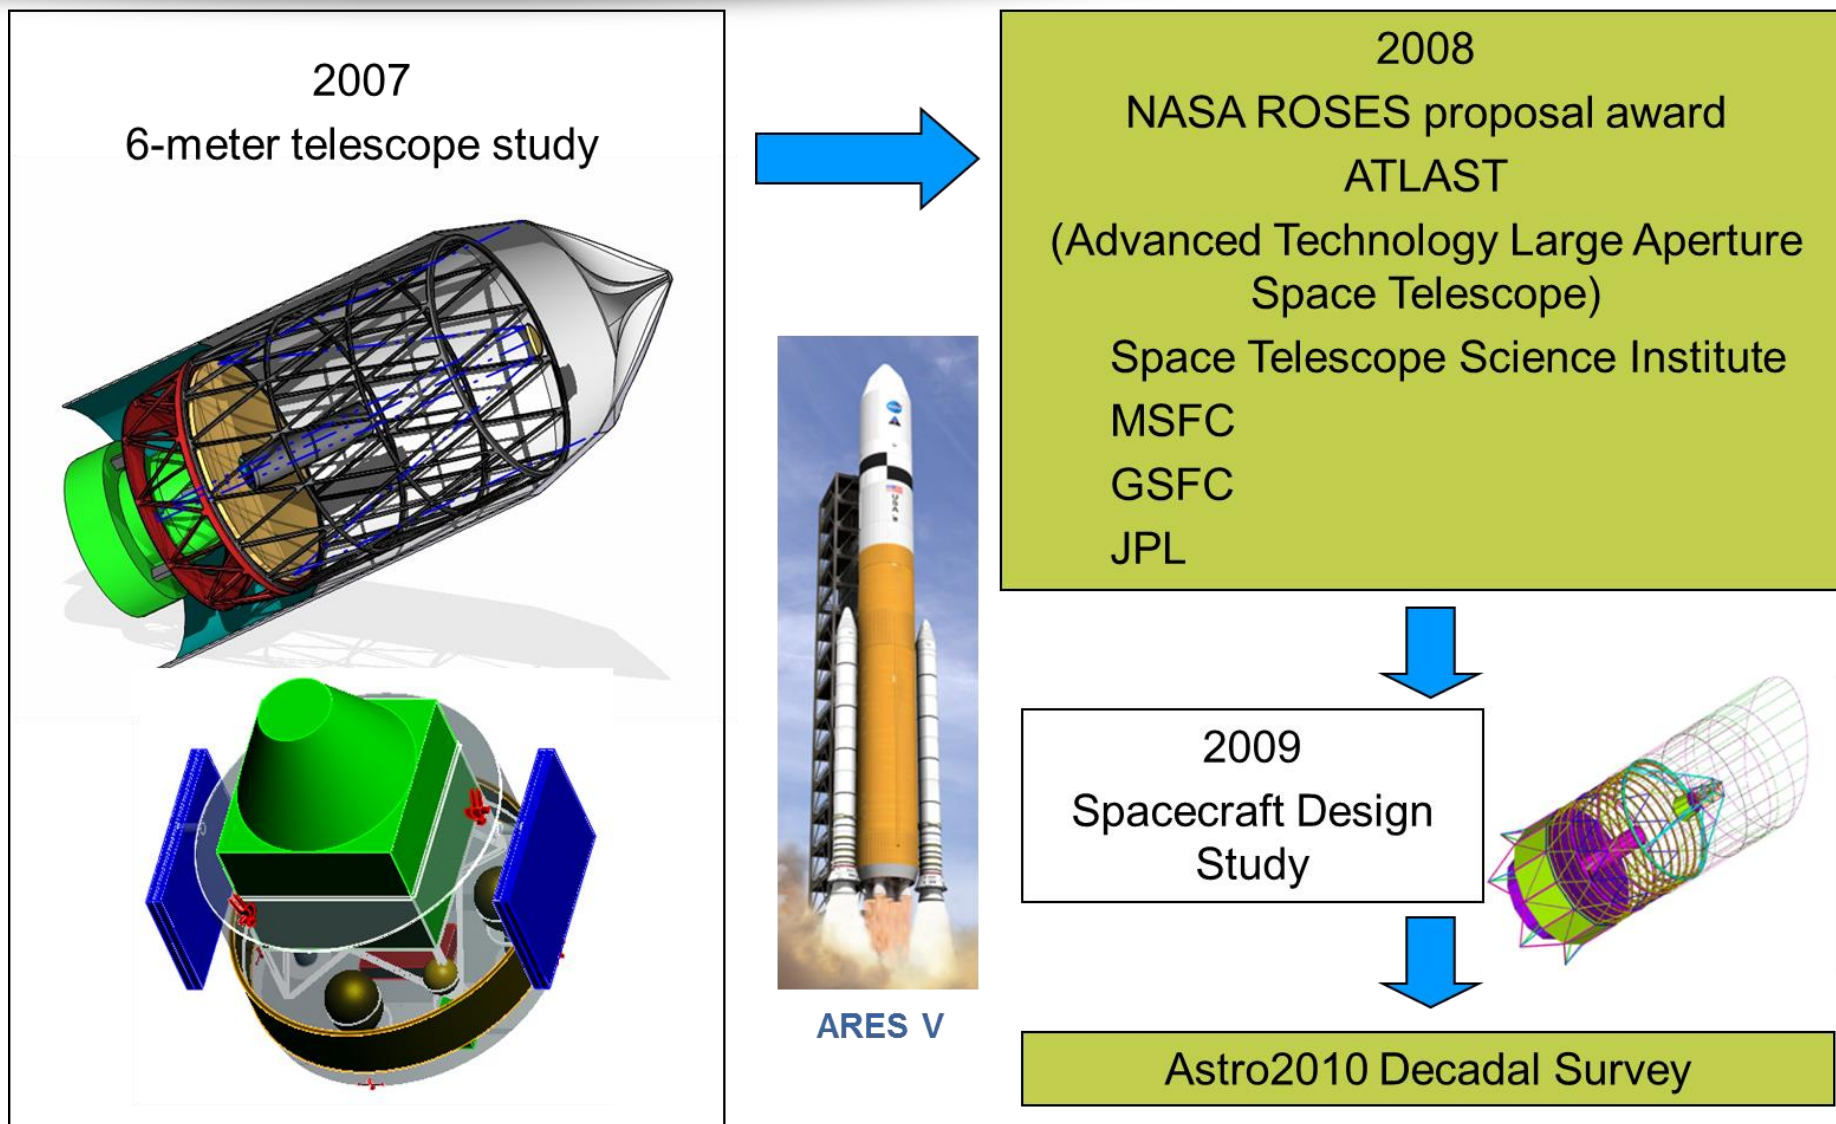 2007
6-meter telescope study
2008
NASA ROSES proposal award
ATLAST
(Advanced Technology Large Aperture
Space Telescope)
Space Telescope Science Institute
MSFC
GSFC
JPL
USA
ARES V
2009
Spacecraft Design
Study
Astro2010 Decadal Survey